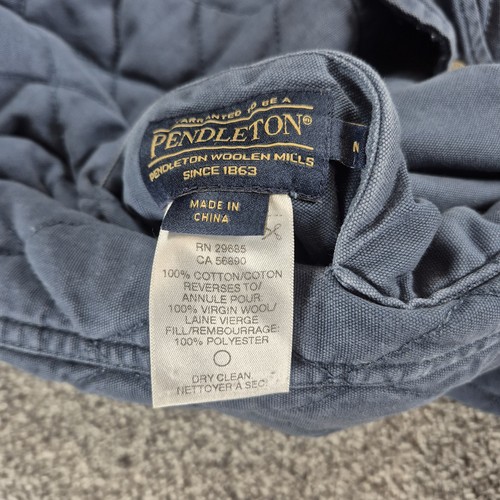 WARRANTED TO BE A
PENDLETON®
PENDLETON WOOLEN MILLS
SINCE 1863
MADE IN
CHINA
RN 29685
CA 56890
100% COTTON/COTON
REVERSES TO/
ANNULE POUR:
100% VIRGIN WOOL/
LAINE VIERGE
FILL/REMBOURRAGE:
100% POLYESTER
DRY CLEAN
NETTOYER A SEC